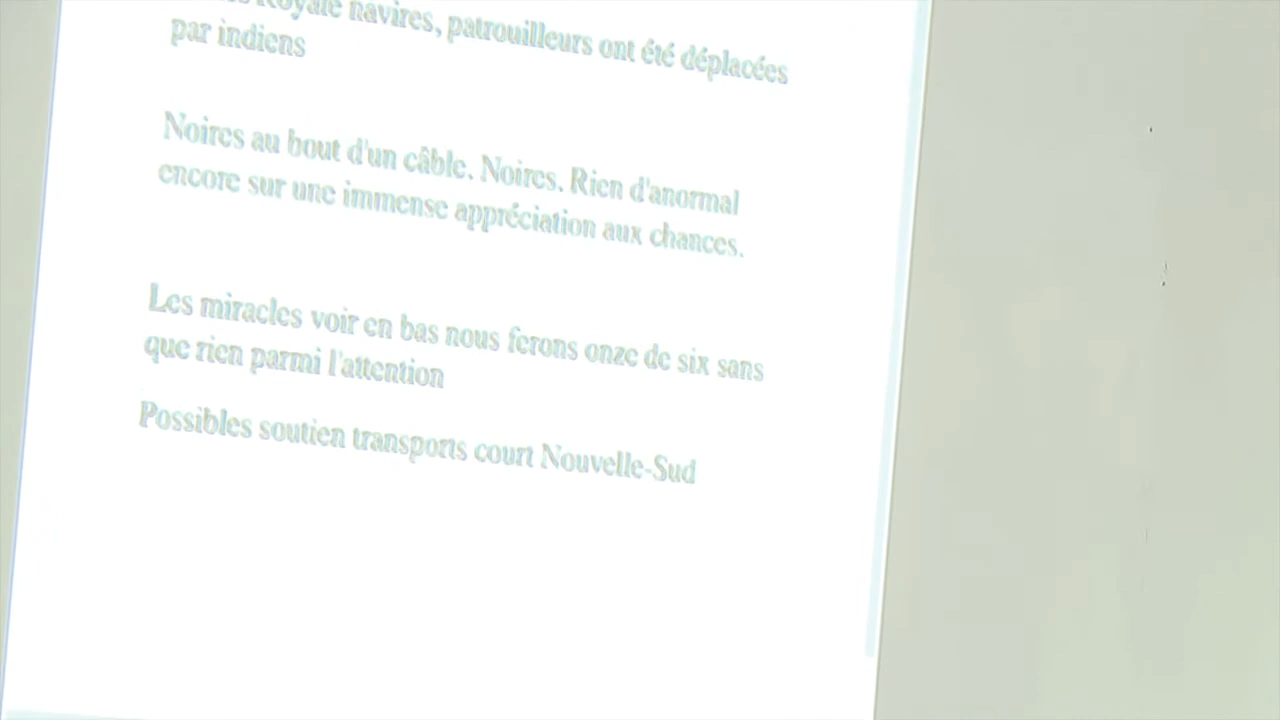 Royale navires, patrouilleurs ont été déplacées
par indiens
Noires au bout d'un câble. Noires. Rien d'anormal
encore sur une immense appréciation aux chances.
Les miracles voir en bas nous ferons onze de six sans
que rien parmi l'attention
Possibles soutien transports court Nouvelle-Sud